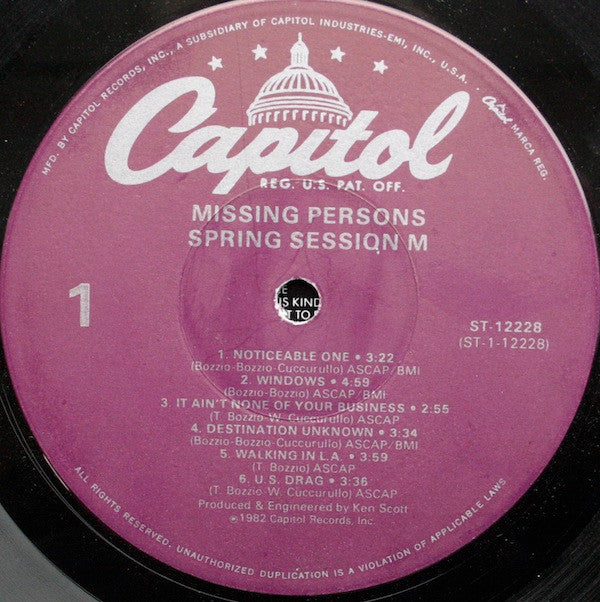 MFD. BY CAPITOL RECORDS, INC., A SUBSIDIARY OF CAPITOL INDUSTRIES-EMI, INC., U.S.A. - Capitol MARCA REG.
Capitol
REG. U.S. PAT. OFF.
MISSING PERSONS
SPRING SESSION M
1
IS KIND
T TO
ST-12228
(ST-1-12228)
1. NOTICEABLE ONE • 3:22
(Bozzio-Bozzio-Cuccurullo) ASCAP/BMI
2. WINDOWS • 4:59
(Bozzio-Bozzio) ASCAP/BMI
3. IT AIN'T NONE OF YOUR BUSINESS • 2:55
(T. Bozzio-W. Cuccurullo) ASCAP
4. DESTINATION UNKNOWN • 3:34
(Bozzio-Bozzio-Cuccurullo) ASCAP/BMI
5. WALKING IN L.A. • 3:59
(T. Bozzio) ASCAP
6. U.S. DRAG • 3:36
(T. Bozzio-W. Cuccurullo) ASCAP
Produced & Engineered by Ken Scott
℗1982 Capitol Records, Inc.
ALL RIGHTS RESERVED. UNAUTHORIZED DUPLICATION IS A VIOLATION OF APPLICABLE LAWS